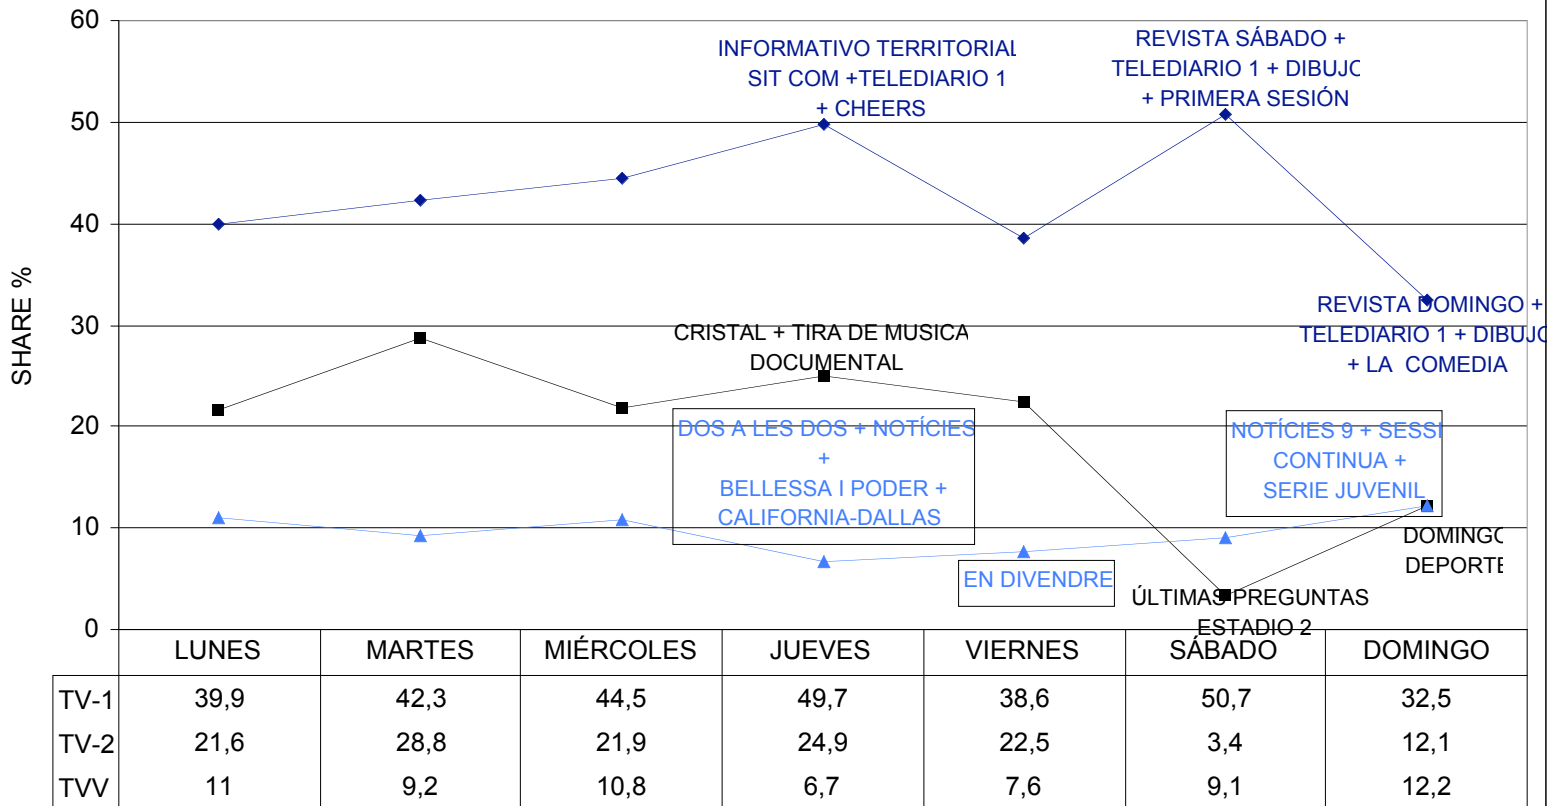 60
50
40
30
20
10
0
SHARE %
INFORMATIVO TERRITORIAL
SIT COM +TELEDIARIO 1
+ CHEERS
REVISTA SÁBADO +
TELEDIARIO 1 + DIBUJO
+ PRIMERA SESIÓN
REVISTA DOMINGO +
TELEDIARIO 1 + DIBUJO
+ LA COMEDIA
CRISTAL + TIRA DE MUSICA
DOCUMENTAL
DOS A LES DOS + NOTÍCIES
+
BELLESSA I PODER +
CALIFORNIA-DALLAS
NOTÍCIES 9 + SESSI
CONTINUA +
SERIE JUVENIL
EN DIVENDRE
ÚLTIMAS PREGUNTAS
ESTADIO 2
DOMINGO
DEPORTE
LUNES MARTES MIÉRCOLES JUEVES VIERNES SÁBADO DOMINGO
TV-1 39,9 42,3 44,5 49,7 38,6 50,7 32,5
TV-2 21,6 28,8 21,9 24,9 22,5 3,4 12,1
TVV 11 9,2 10,8 6,7 7,6 9,1 12,2